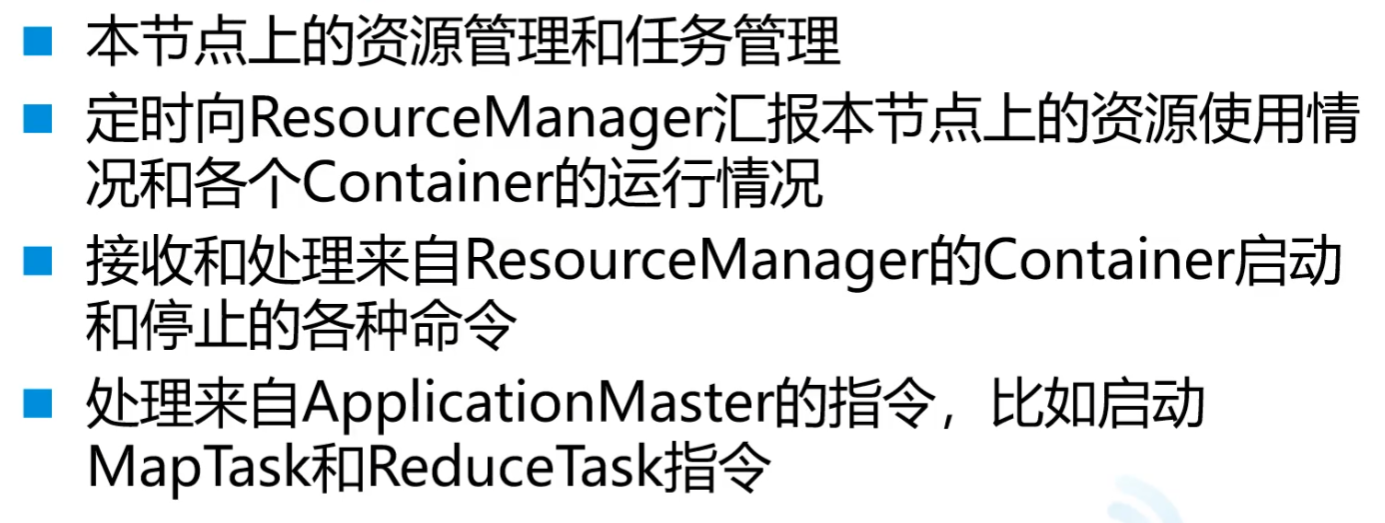 本节点上的资源管理和任务管理
定时向ResourceManager汇报本节点上的资源使用情
况和各个Container的运行情况
接收和处理来自ResourceManager的Container启动
和停止的各种命令
处理来自ApplicationMaster的指令，比如启动
MapTask和ReduceTask指令